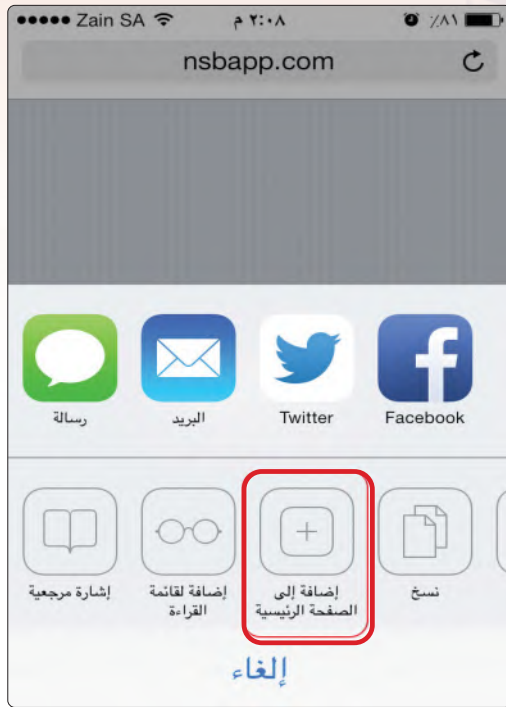 Zain SA
٢:٠٨ م
٪٨١
nsbapp.com
Facebook
Twitter
البريد
رسالة
نسخ
إضافة إلى
الصفحة الرئيسية
إضافة لقائمة
القراءة
إشارة مرجعية
إلغاء